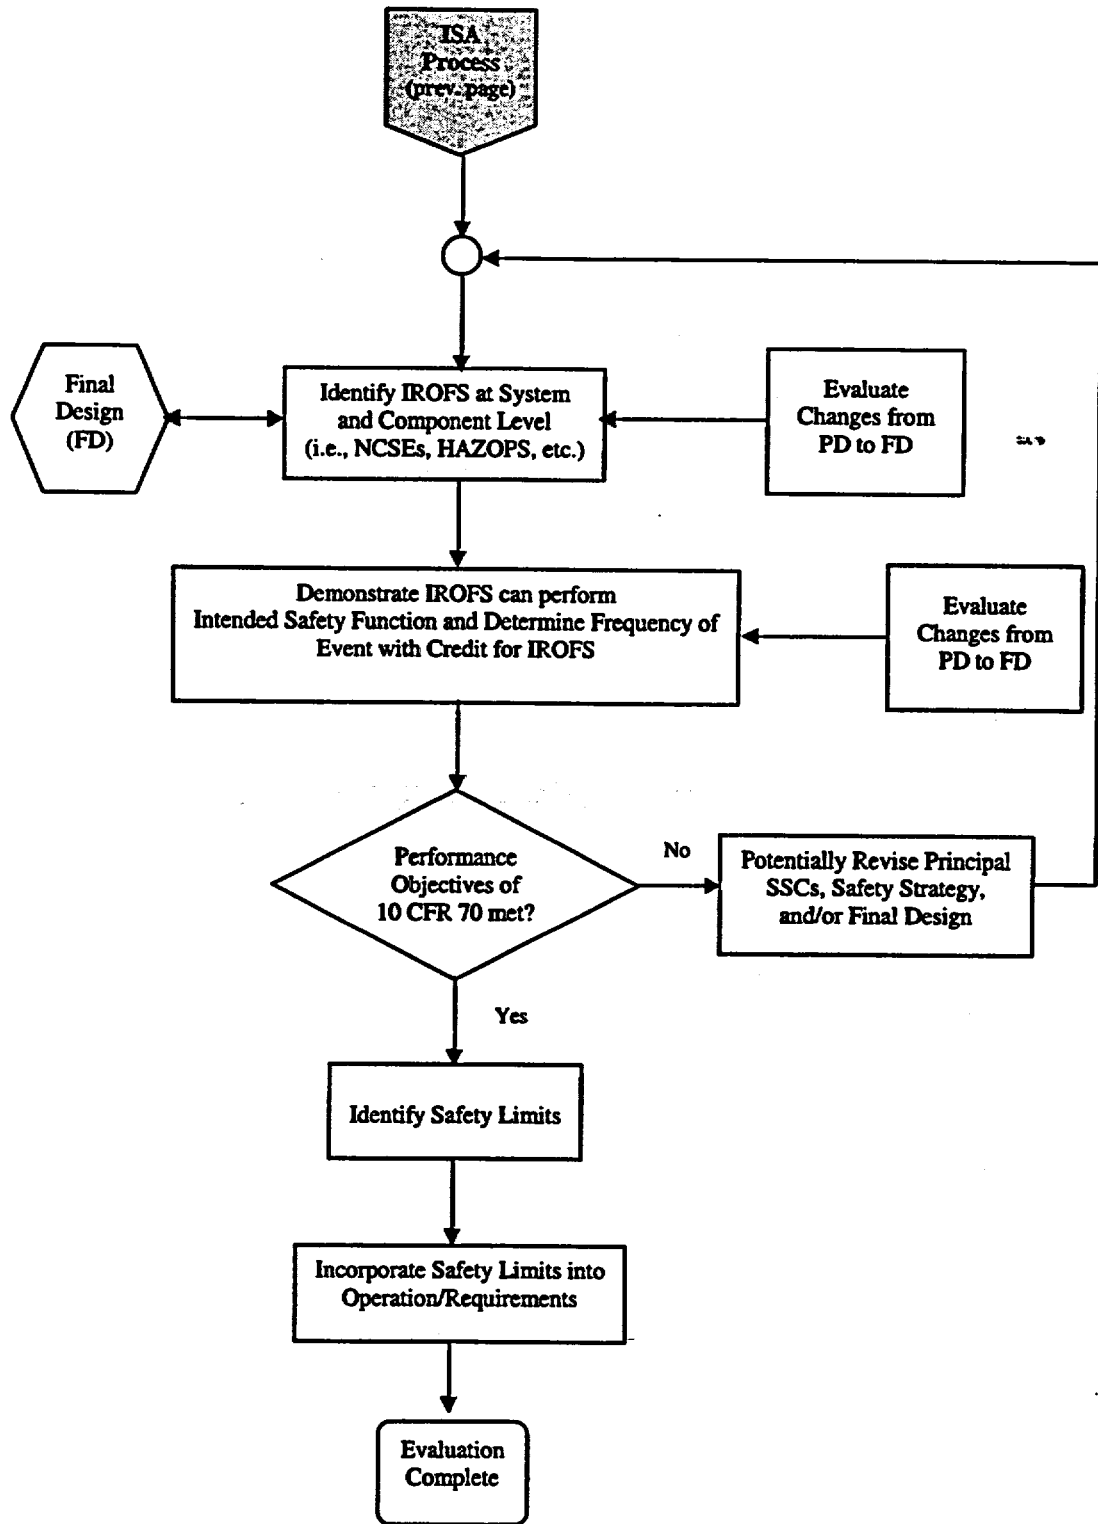 ISA
Process
(prev. page)
Final
Design
(FD)
Identify IROFS at System
and Component Level
(i.e., NCSEs, HAZOPS, etc.)
Evaluate
Changes from
PD to FD
Demonstrate IROFS can perform
Intended Safety Function and Determine Frequency of
Event with Credit for IROFS
Evaluate
Changes from
PD to FD
Performance
Objectives of
10 CFR 70 met?
No
Potentially Revise Principal
SSCs, Safety Strategy,
and/or Final Design
Yes
Identify Safety Limits
Incorporate Safety Limits into
Operation/Requirements
Evaluation
Complete